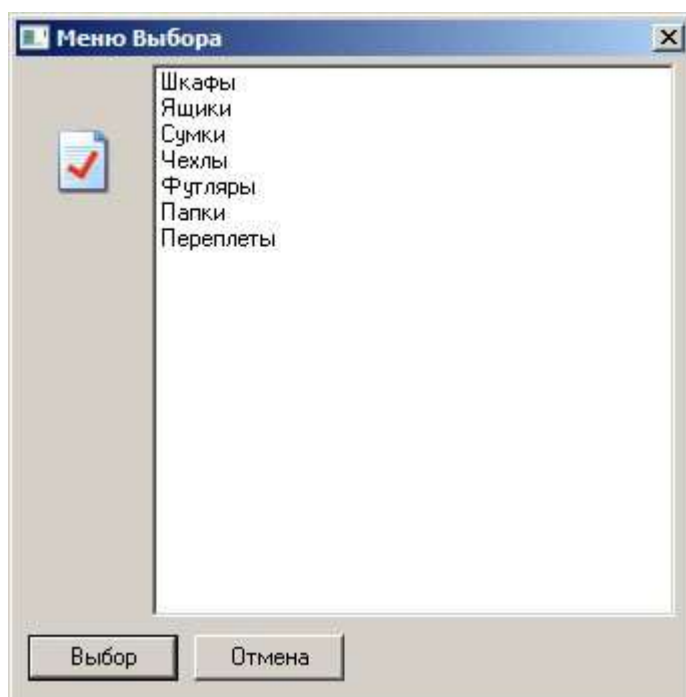 Меню Выбора
Шкафы
Ящики
Сумки
Чехлы
Футляры
Папки
Переплеты
Выбор
Отмена